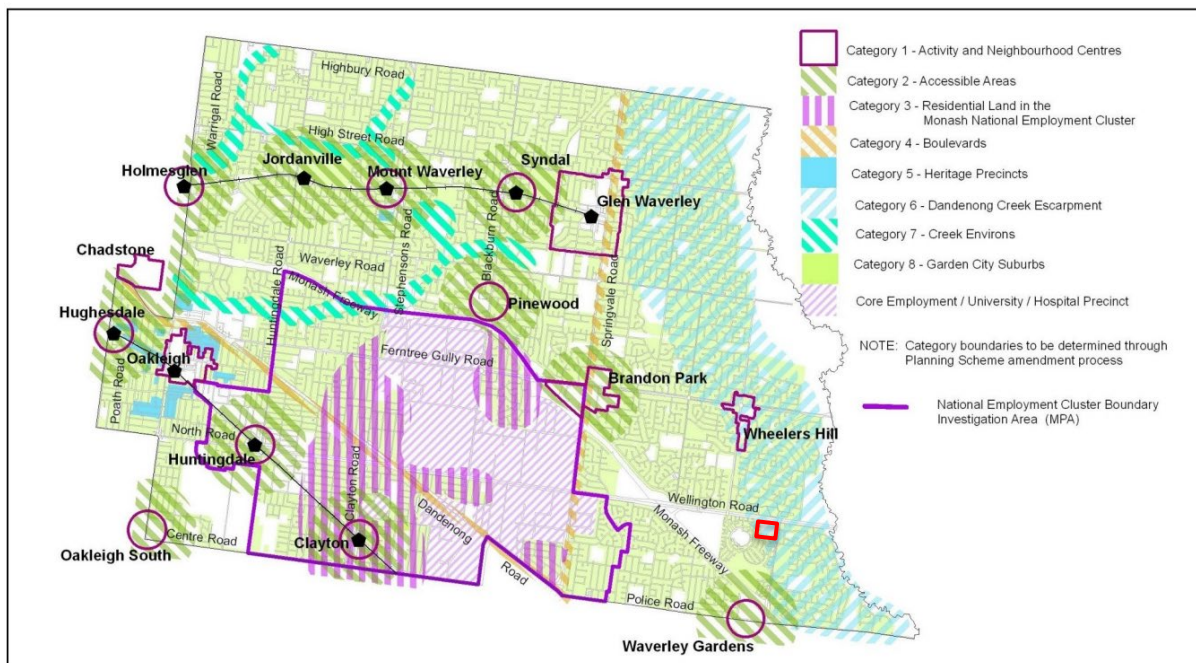 Highbury Road
Warrigal Road
High Street Road
Holmesglen
Jordanville
Mount Waverley
Syndal
Glen Waverley
Stephensons Road
Blackburn Road
Chadstone
Waverley Road
Huntingdale Road
Monash Freeway
Pinewood
Springvale Road
Hughesdale
Oakleigh
Poath Road
Ferntree Gully Road
Brandon Park
Wheelers Hill
North Road
Huntingdale
Clayton Road
Wellington Road
Dandenong
Road
Monash Freeway
Centre Road
Oakleigh South
Clayton
Police Road
Waverley Gardens
Category 1 - Activity and Neighbourhood Centres
Category 2 - Accessible Areas
Category 3 - Residential Land in the
Monash National Employment Cluster
Category 4 - Boulevards
Category 5 - Heritage Precincts
Category 6 - Dandenong Creek Escarpment
Category 7 - Creek Environs
Category 8 - Garden City Suburbs
Core Employment / University / Hospital Precinct
NOTE: Category boundaries to be determined through
Planning Scheme amendment process
National Employment Cluster Boundary
Investigation Area (MPA)